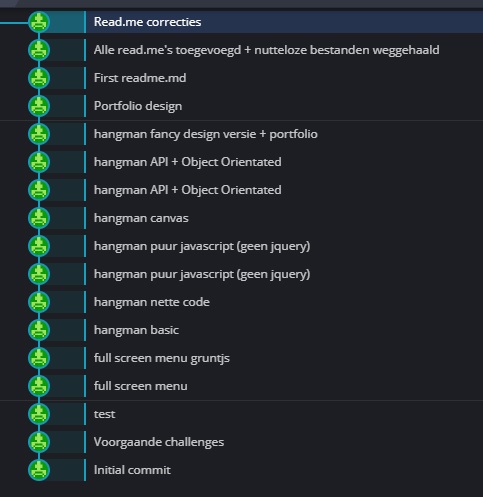 Read.me correcties
Alle read.me's toegevoegd + nutteloze bestanden weggehaald
First readme.md
Portfolio design
hangman fancy design versie + portfolio
hangman API + Object Orientated
hangman API + Object Orientated
hangman canvas
hangman puur javascript (geen jquery)
hangman puur javascript (geen jquery)
hangman nette code
hangman basic
full screen menu gruntjs
full screen menu
test
Voorgaande challenges
Initial commit